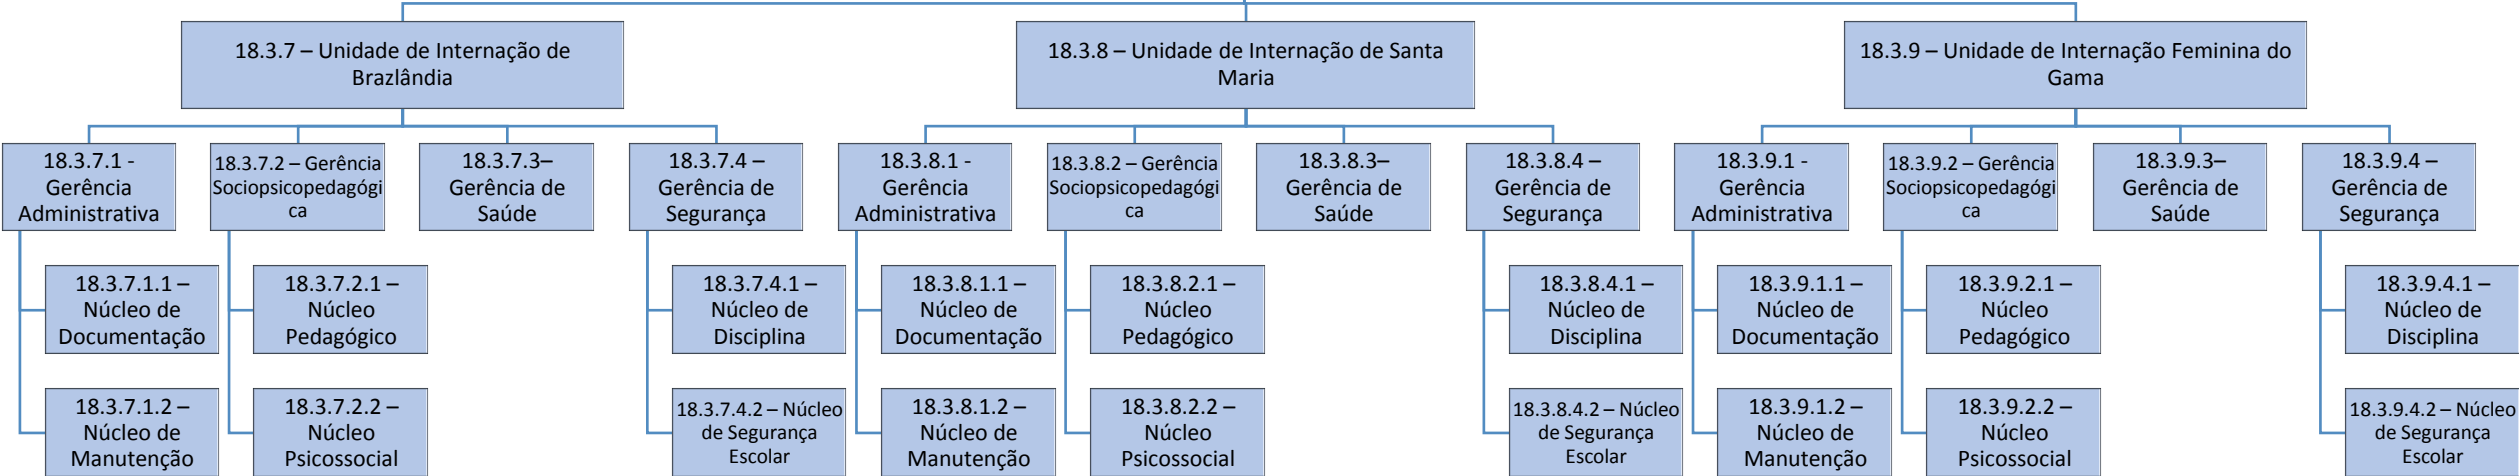 18.3.7 – Unidade de Internação de
Brazlândia
18.3.8 – Unidade de Internação de Santa
Maria
18.3.9 – Unidade de Internação Feminina do
Gama
18.3.7.1 -
Gerência
Administrativa
18.3.7.2 – Gerência
Sociopsicopedagógi
ca
18.3.7.3–
Gerência de
Saúde
18.3.7.4 –
Gerência de
Segurança
18.3.8.1 -
Gerência
Administrativa
18.3.8.2 – Gerência
Sociopsicopedagógi
ca
18.3.8.3–
Gerência de
Saúde
18.3.8.4 –
Gerência de
Segurança
18.3.9.1 -
Gerência
Administrativa
18.3.9.2 – Gerência
Sociopsicopedagógi
ca
18.3.9.3–
Gerência de
Saúde
18.3.9.4 –
Gerência de
Segurança
18.3.7.1.1 –
Núcleo de
Documentação
18.3.7.2.1 –
Núcleo
Pedagógico
18.3.7.4.1 –
Núcleo de
Disciplina
18.3.8.1.1 –
Núcleo de
Documentação
18.3.8.2.1 –
Núcleo
Pedagógico
18.3.8.4.1 –
Núcleo de
Disciplina
18.3.9.1.1 –
Núcleo de
Documentação
18.3.9.2.1 –
Núcleo
Pedagógico
18.3.9.4.1 –
Núcleo de
Disciplina
18.3.7.1.2 –
Núcleo de
Manutenção
18.3.7.2.2 –
Núcleo
Psicossocial
18.3.7.4.2 – Núcleo
de Segurança
Escolar
18.3.8.1.2 –
Núcleo de
Manutenção
18.3.8.2.2 –
Núcleo
Psicossocial
18.3.8.4.2 – Núcleo
de Segurança
Escolar
18.3.9.1.2 –
Núcleo de
Manutenção
18.3.9.2.2 –
Núcleo
Psicossocial
18.3.9.4.2 – Núcleo
de Segurança
Escolar